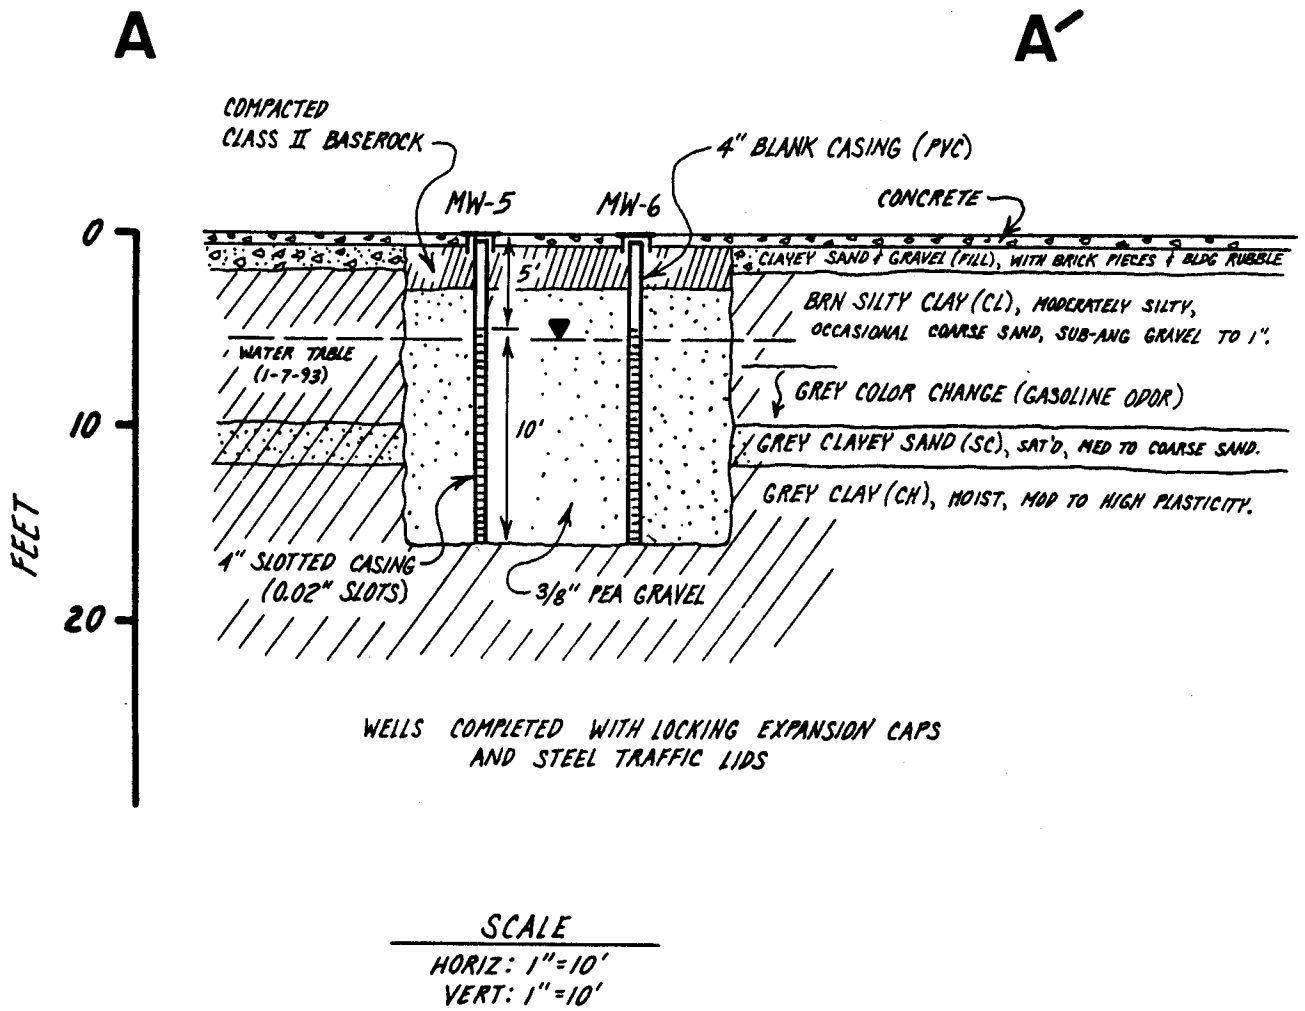 A
A'
COMPACTED
CLASS II BASEROCK
4" BLANK CASING (PVC)
MW-5
MW-6
CONCRETE
0
CLAYEY SAND & GRAVEL (FILL), WITH BRICK PIECES & BLDG RUBBLE
5'
BRN SILTY CLAY (CL), MODERATELY SILTY,
OCCASIONAL COARSE SAND, SUB-ANG GRAVEL TO 1".
WATER TABLE
(1-7-93)
GREY COLOR CHANGE (GASOLINE ODOR)
10
10'
GREY CLAYEY SAND (SC), SAT'D, MED TO COARSE SAND.
GREY CLAY (CH), MOIST, MOD TO HIGH PLASTICITY.
FEET
4" SLOTTED CASING
(0.02" SLOTS)
3/8" PEA GRAVEL
20
WELLS COMPLETED WITH LOCKING EXPANSION CAPS
AND STEEL TRAFFIC LIDS
SCALE
HORIZ: 1"=10'
VERT: 1"=10'